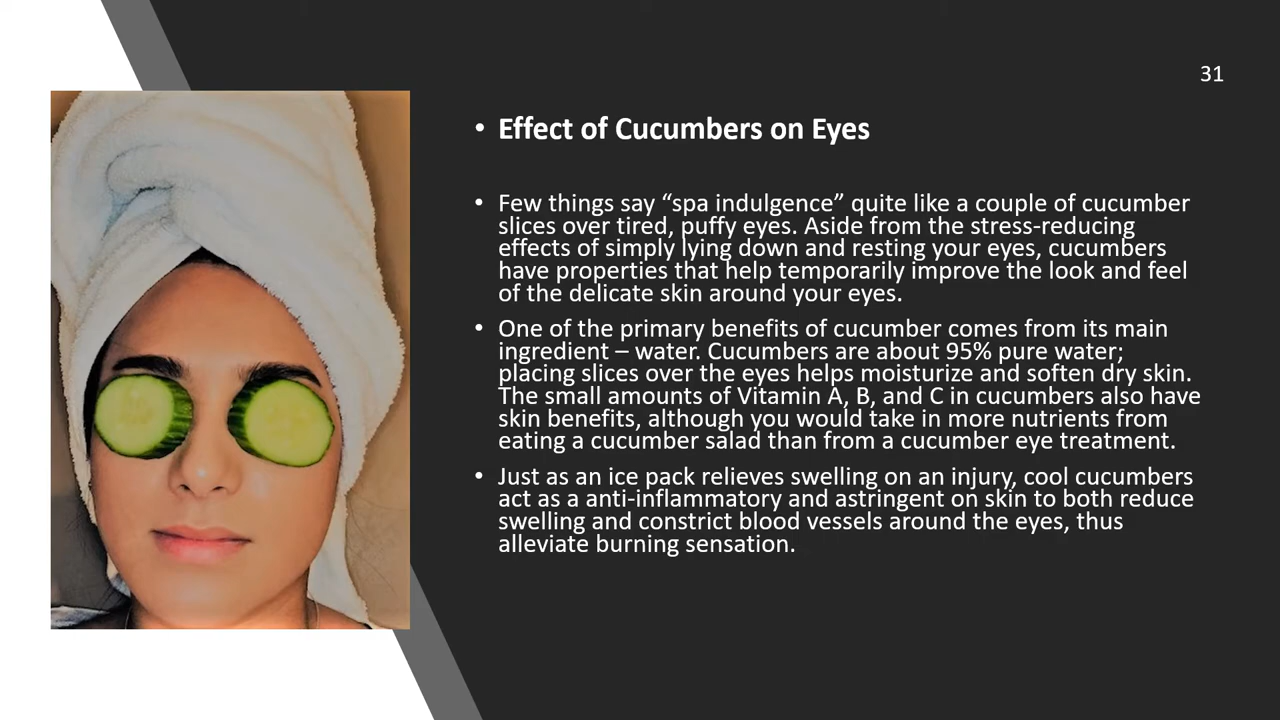 31
• Effect of Cucumbers on Eyes
• Few things say “spa indulgence” quite like a couple of cucumber
slices over tired, puffy eyes. Aside from the stress-reducing
effects of simply lying down and resting your eyes, cucumbers
have properties that help temporarily improve the look and feel
of the delicate skin around your eyes.
• One of the primary benefits of cucumber comes from its main
ingredient – water. Cucumbers are about 95% pure water;
placing slices over the eyes helps moisturize and soften dry skin.
The small amounts of Vitamin A, B, and C in cucumbers also have
skin benefits, although you would take in more nutrients from
eating a cucumber salad than from a cucumber eye treatment.
• Just as an ice pack relieves swelling on an injury, cool cucumbers
act as a anti-inflammatory and astringent on skin to both reduce
swelling and constrict blood vessels around the eyes, thus
alleviate burning sensation.